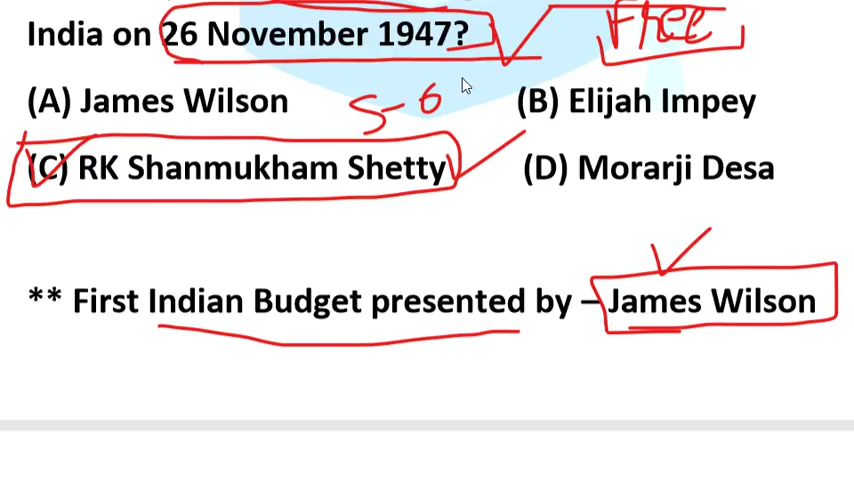 India on 26 November 1947?
Free
(A) James Wilson
(B) Elijah Impey
5-6
(C) RK Shanmukham Shetty
(D) Morarji Desa
** First Indian Budget presented by – James Wilson